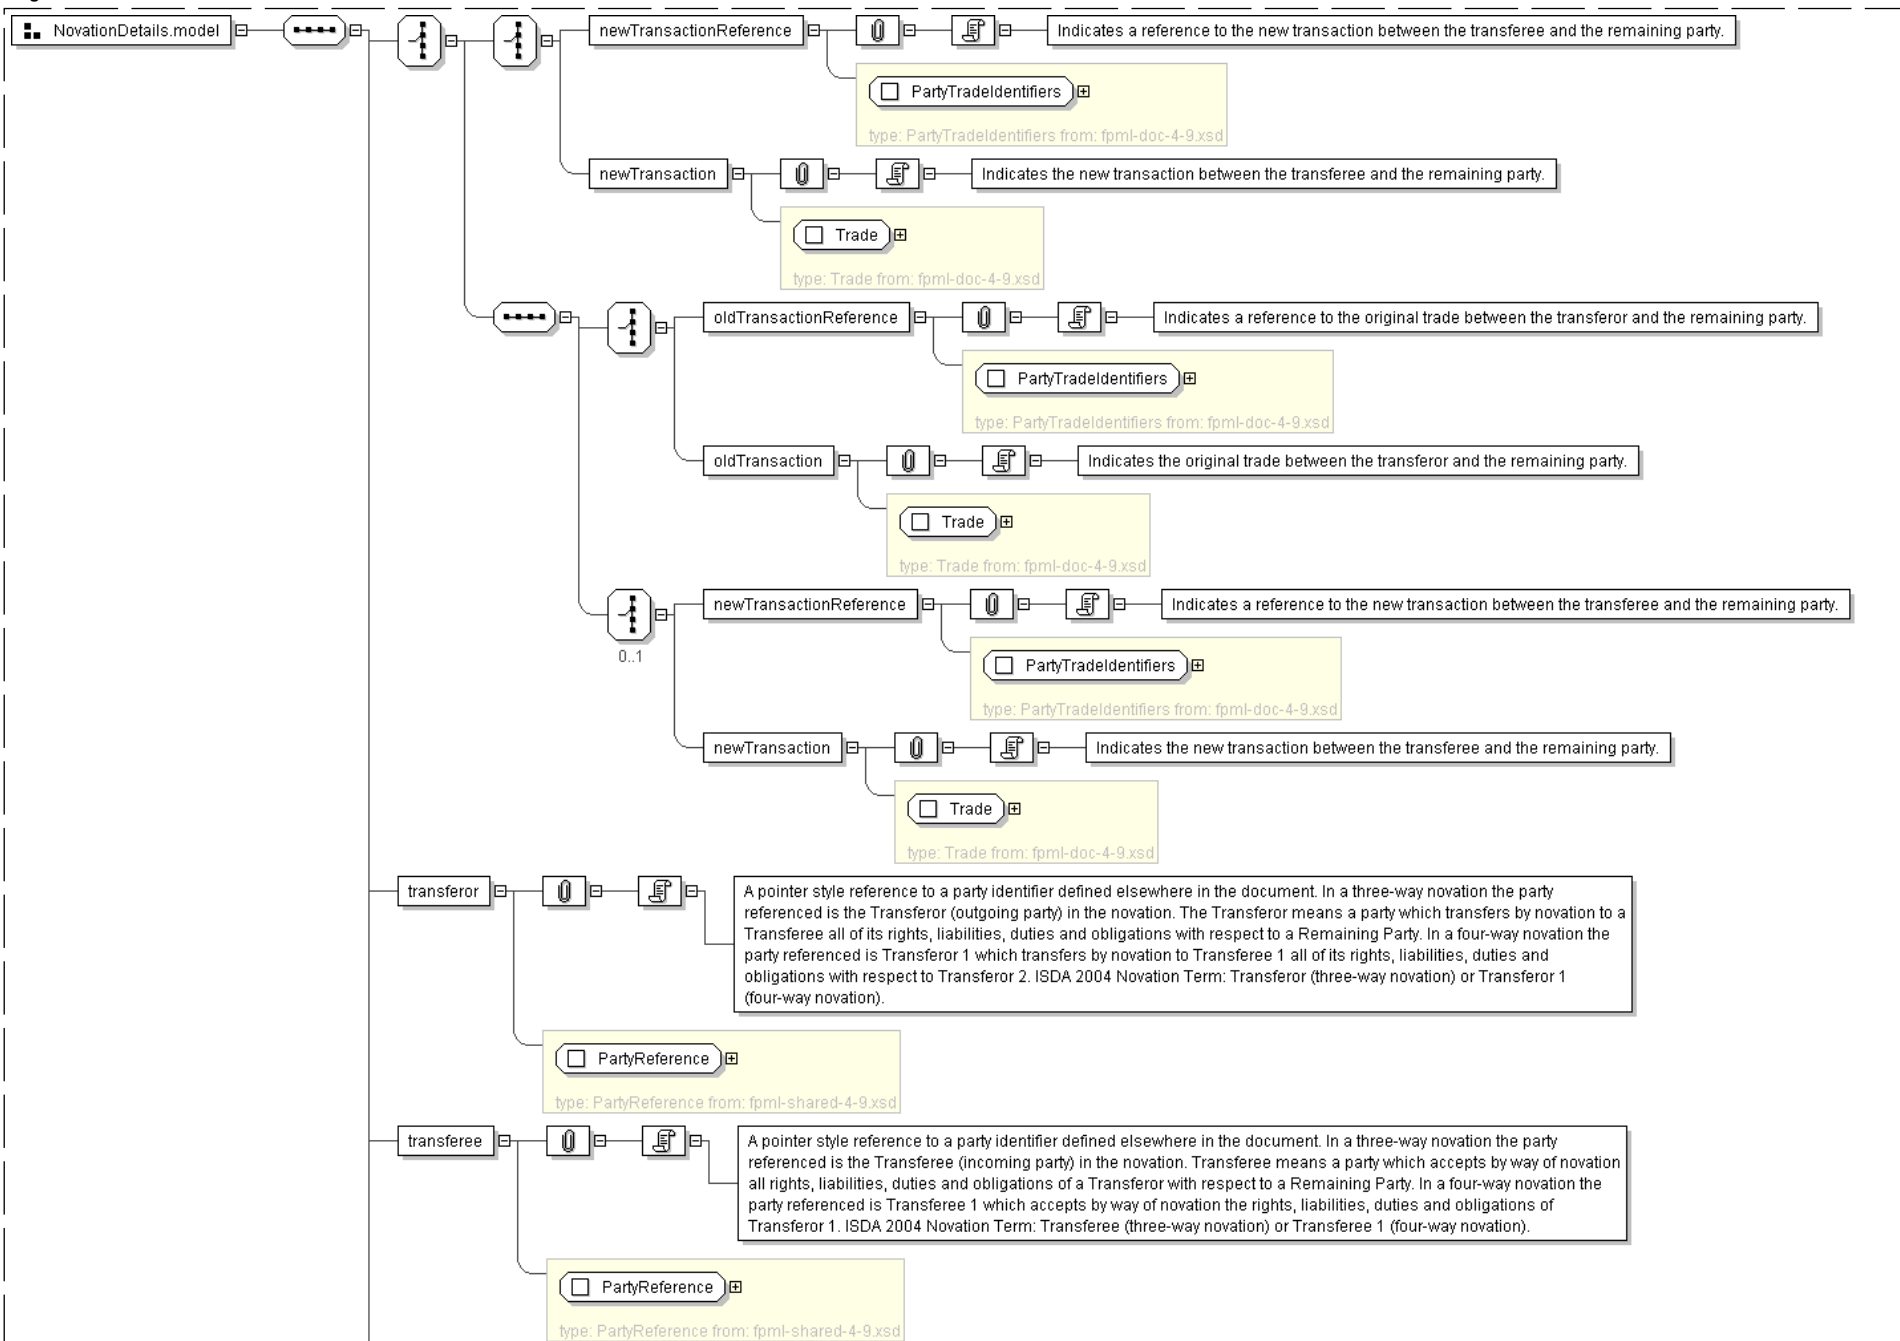 NovationDetails.model
newTransactionReference
Indicates a reference to the new transaction between the transferee and the remaining party.
PartyTradeIdentifiers
type: PartyTradeIdentifiers from: fpml-doc-4-9.xsd
newTransaction
Indicates the new transaction between the transferee and the remaining party.
Trade
type: Trade from: fpml-doc-4-9.xsd
oldTransactionReference
Indicates a reference to the original trade between the transferor and the remaining party.
PartyTradeIdentifiers
type: PartyTradeIdentifiers from: fpml-doc-4-9.xsd
oldTransaction
Indicates the original trade between the transferor and the remaining party.
Trade
type: Trade from: fpml-doc-4-9.xsd
newTransactionReference
Indicates a reference to the new transaction between the transferee and the remaining party.
0..1
PartyTradeIdentifiers
type: PartyTradeIdentifiers from: fpml-doc-4-9.xsd
newTransaction
Indicates the new transaction between the transferee and the remaining party.
Trade
type: Trade from: fpml-doc-4-9.xsd
transferor
A pointer style reference to a party identifier defined elsewhere in the document. In a three-way novation the party
referenced is the Transferor (outgoing party) in the novation. The Transferor means a party which transfers by novation to a
Transferee all of its rights, liabilities, duties and obligations with respect to a Remaining Party. In a four-way novation the
party referenced is Transferor 1 which transfers by novation to Transferee 1 all of its rights, liabilities, duties and
obligations with respect to Transferor 2. ISDA 2004 Novation Term: Transferor (three-way novation) or Transferor 1
(four-way novation).
PartyReference
type: PartyReference from: fpml-shared-4-9.xsd
transferee
A pointer style reference to a party identifier defined elsewhere in the document. In a three-way novation the party
referenced is the Transferee (incoming party) in the novation. Transferee means a party which accepts by way of novation
all rights, liabilities, duties and obligations of a Transferor with respect to a Remaining Party. In a four-way novation the
party referenced is Transferee 1 which accepts by way of novation the rights, liabilities, duties and obligations of
Transferor 1. ISDA 2004 Novation Term: Transferee (three-way novation) or Transferee 1 (four-way novation).
PartyReference
type: PartyReference from: fpml-shared-4-9.xsd